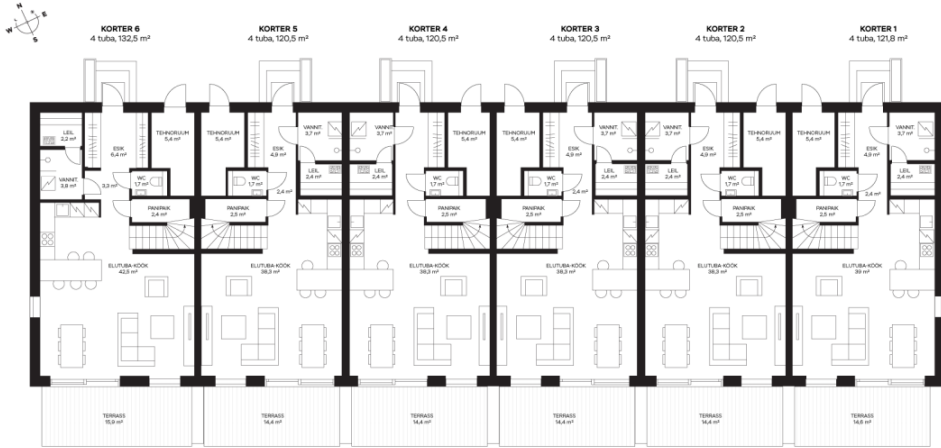 N
W
E
S
KORTER 6
4 tuba, 132,5 m²
KORTER 5
4 tuba, 120,5 m²
KORTER 4
4 tuba, 120,5 m²
KORTER 3
4 tuba, 120,5 m²
KORTER 2
4 tuba, 120,5 m²
KORTER 1
4 tuba, 121,8 m²
LEIL
3,2 m²
ESIK
6,4 m²
TEHNORUUM
5,4 m²
VANNIT.
3,8 m²
3,3 m²
WC
1,7 m²
PANIPAIK
2,4 m²
ELUTUBA-KÖÖK
42,5 m²
TERRASS
15,9 m²
TEHNORUUM
5,4 m²
ESIK
4,9 m²
VANNIT.
3,7 m²
LEIL
2,4 m²
WC
1,7 m²
2,4 m²
PANIPAIK
2,5 m²
ELUTUBA-KÖÖK
38,3 m²
TERRASS
14,4 m²
VANNIT.
3,7 m²
ESIK
4,9 m²
TEHNORUUM
5,4 m²
LEIL
2,4 m²
WC
1,7 m²
PANIPAIK
2,5 m²
ELUTUBA-KÖÖK
38,3 m²
TERRASS
14,4 m²
TEHNORUUM
5,4 m²
ESIK
4,9 m²
VANNIT.
3,7 m²
LEIL
2,4 m²
WC
1,7 m²
2,4 m²
PANIPAIK
2,5 m²
ELUTUBA-KÖÖK
38,3 m²
TERRASS
14,4 m²
VANNIT.
3,7 m²
ESIK
4,9 m²
TEHNORUUM
5,4 m²
LEIL
2,4 m²
WC
1,7 m²
PANIPAIK
2,5 m²
ELUTUBA-KÖÖK
38,3 m²
TERRASS
14,4 m²
TEHNORUUM
5,4 m²
ESIK
4,9 m²
VANNIT.
3,7 m²
LEIL
2,4 m²
WC
1,7 m²
2,4 m²
PANIPAIK
2,5 m²
ELUTUBA-KÖÖK
39 m²
TERRASS
14,6 m²